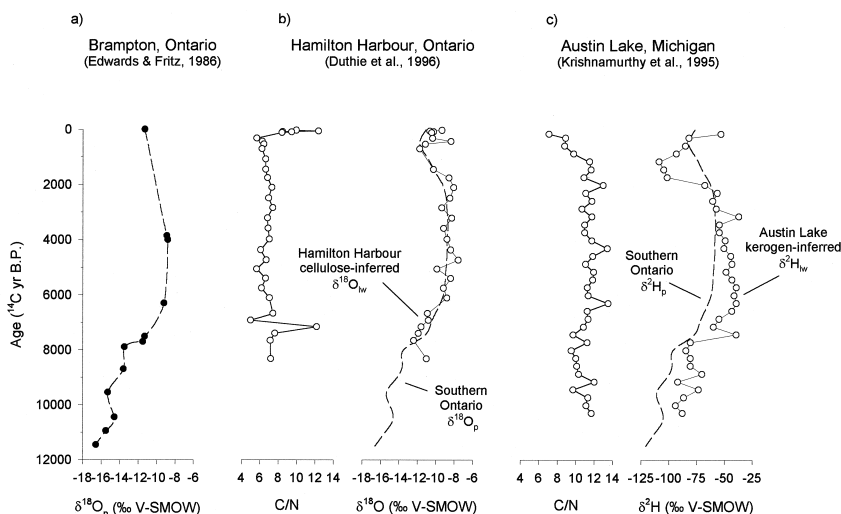 a)
Brampton, Ontario
(Edwards & Fritz, 1986)
b)
Hamilton Harbour, Ontario
(Duthie et al., 1996)
c)
Austin Lake, Michigan
(Krishnamurthy et al., 1995)
Age (¹⁴C yr B.P.)
0
2000
4000
6000
8000
10000
12000
Hamilton Harbour
cellulose-inferred
δ¹⁸Olw
Southern
Ontario
δ¹⁸Op
Southern
Ontario
δ²Hp
Austin Lake
kerogen-inferred
δ²Hlw
-18 -16 -14 -12 -10 -8 -6
4 6 8 10 12 14
-18 -16 -14 -12 -10 -8 -6
4 6 8 10 12 14
-125 -100 -75 -50 -25
δ¹⁸Op (‰ V-SMOW)
C/N
δ¹⁸O (‰ V-SMOW)
C/N
δ²H (‰ V-SMOW)